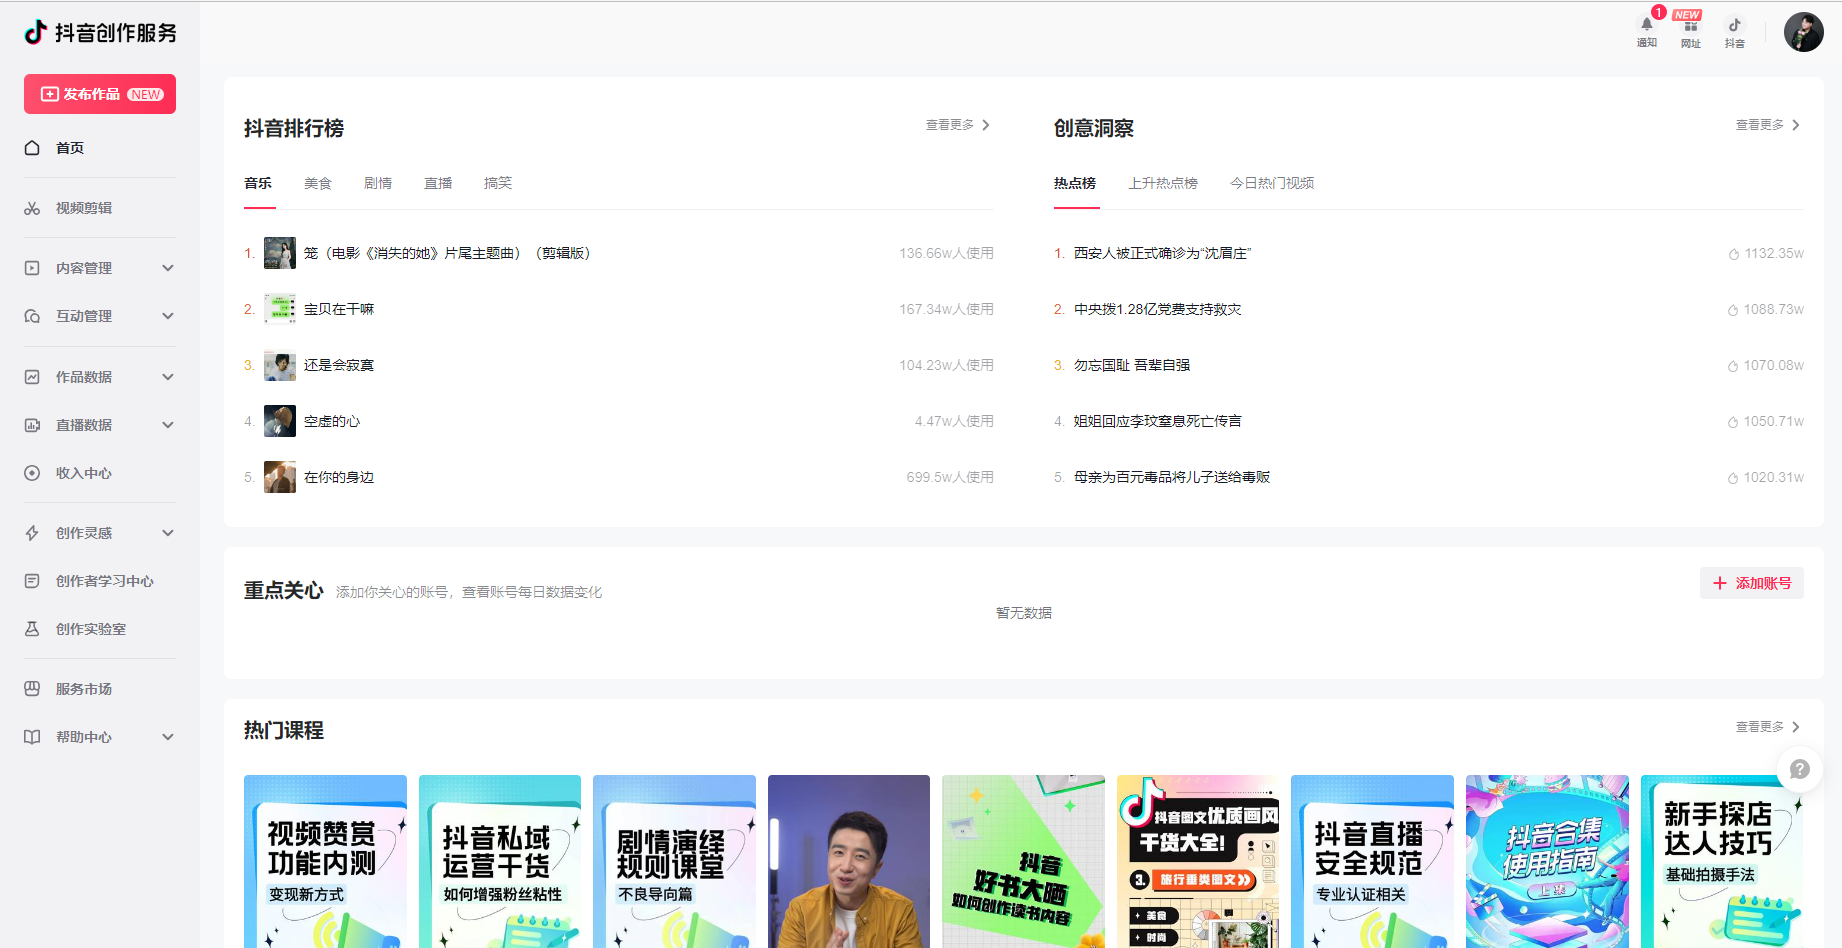 抖音创作服务
1
NEW
通知
网址
抖音
发布作品 NEW
首页
视频剪辑
内容管理
互动管理
作品数据
直播数据
收入中心
创作灵感
创作者学习中心
创作实验室
服务市场
帮助中心
抖音排行榜
查看更多
音乐 美食 剧情 直播 搞笑
1. 笼（电影《消失的她》片尾主题曲）（剪辑版） 136.66w人使用
2. 宝贝在干嘛 167.34w人使用
3. 还是会寂寞 104.23w人使用
4. 空虚的心 4.47w人使用
5. 在你的身边 699.5w人使用
创意洞察
查看更多
热点榜 上升热点榜 今日热门视频
1. 西安人被正式确诊为“沈眉庄” 1132.35w
2. 中央拨1.28亿党费支持救灾 1088.73w
3. 勿忘国耻 吾辈自强 1070.08w
4. 姐姐回应李玟窒息死亡传言 1050.71w
5. 母亲为百元毒品将儿子送给毒贩 1020.31w
重点关心 添加你关心的账号，查看账号每日数据变化
添加账号
暂无数据
热门课程
查看更多
视频赞赏
功能内测
变现新方式
抖音私域
运营干货
如何增强粉丝粘性
剧情演绎
规则课堂
不良导向篇
抖音
好书大晒
如何创作读书内容
抖音图文优质画风
干货大全!
3. 旅行垂类图文
+ 美食
+ 时尚
抖音直播
安全规范
专业认证相关
抖音合集
使用指南
上集
新手探店
达人技巧
基础拍摄手法